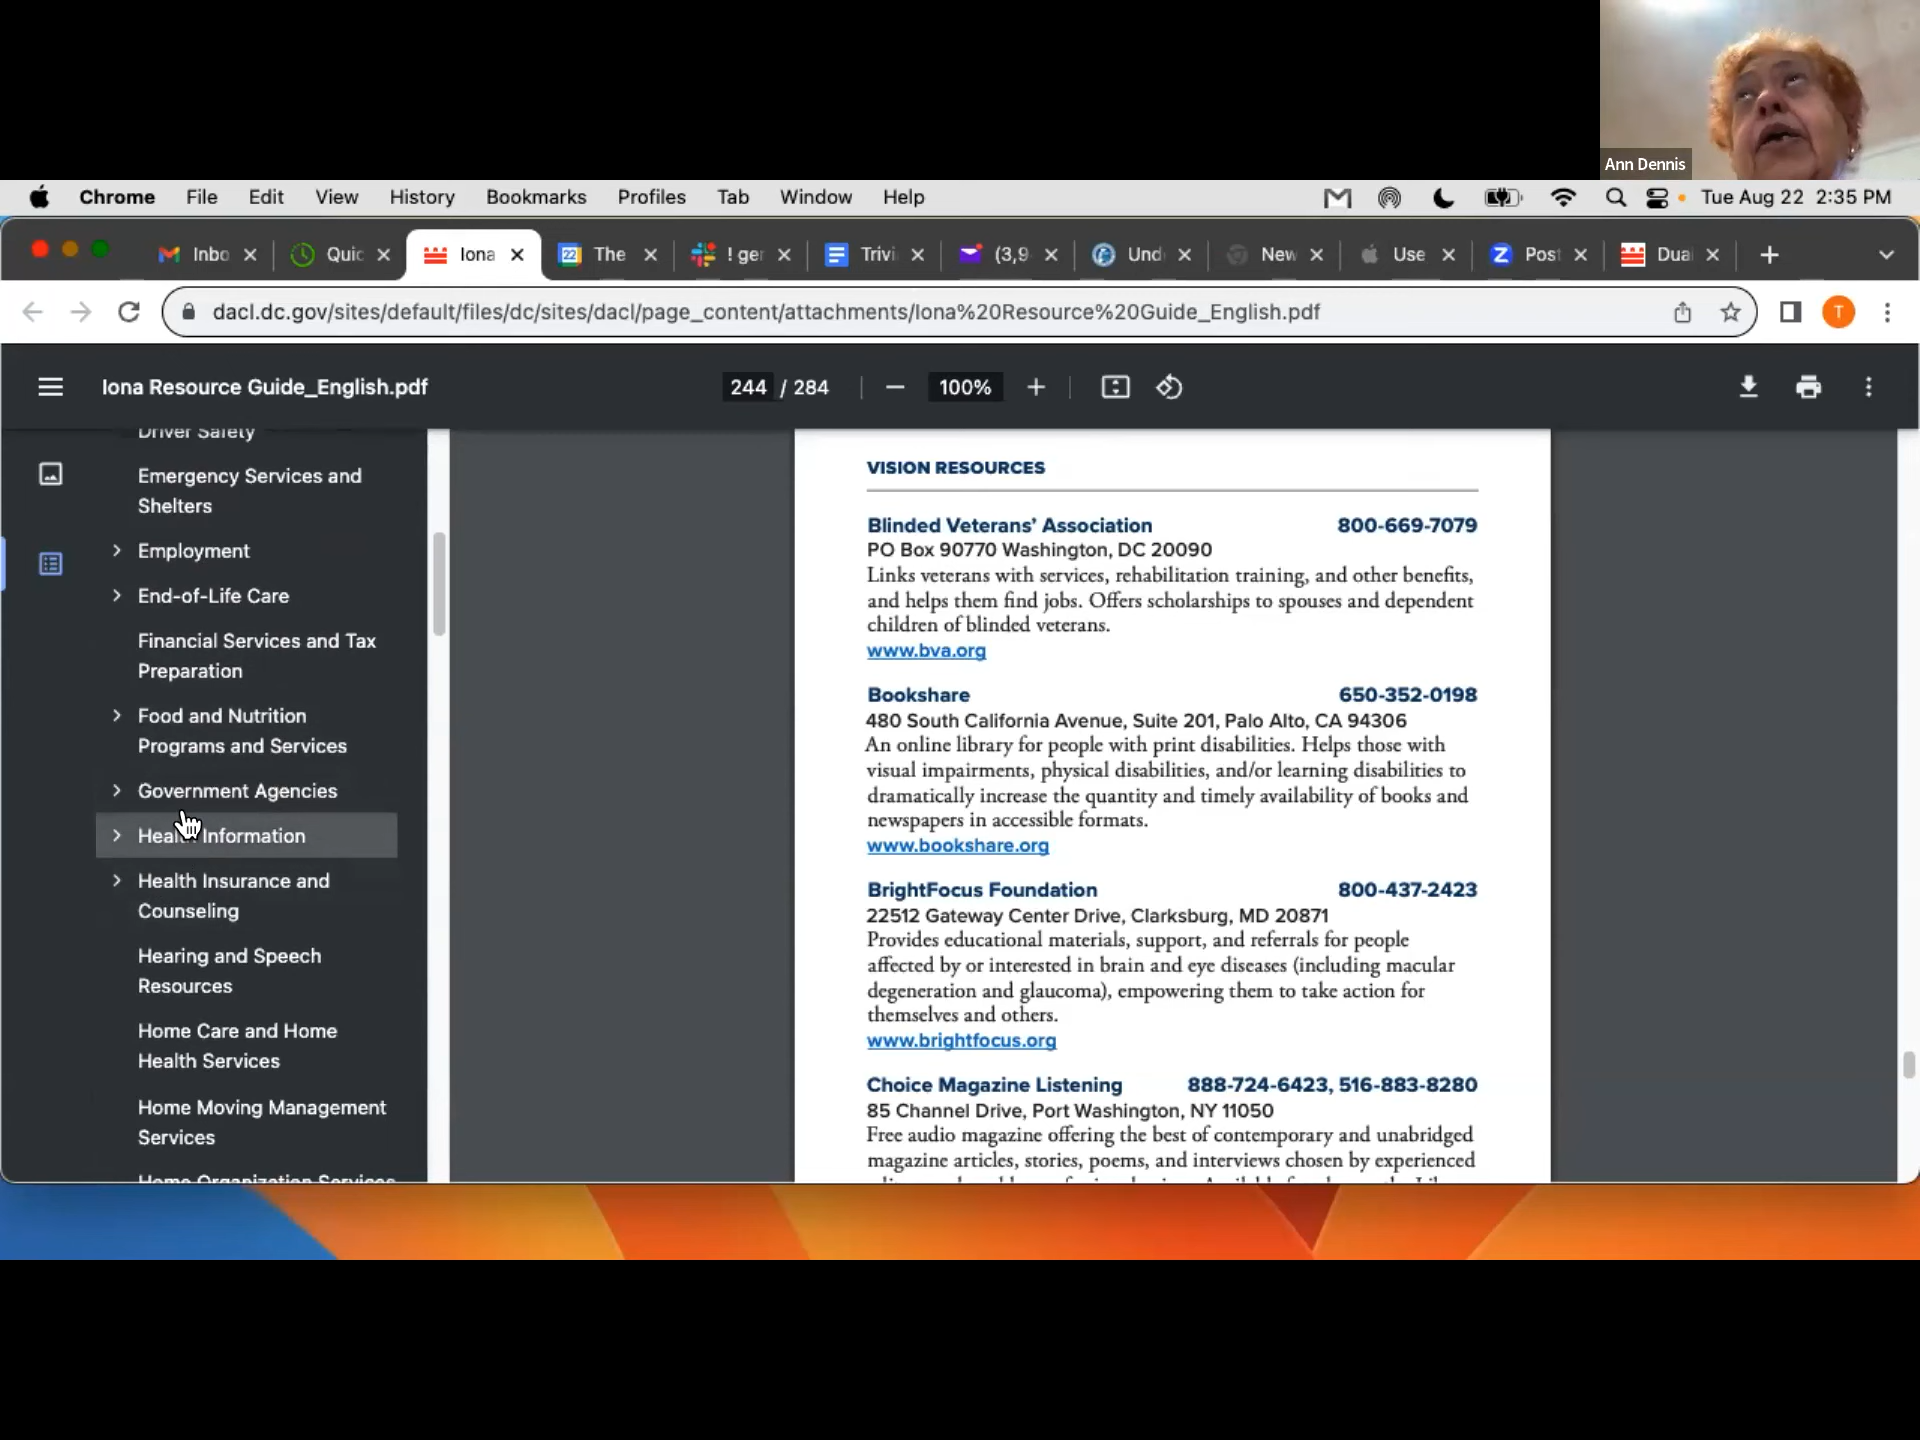 Ann Dennis
Chrome File Edit View History Bookmarks Profiles Tab Window Help Tue Aug 22 2:35 PM
Inbo Quic Iona 22 The ! ger Trivi (3,9 Und New Use Z Post Dua
dacl.dc.gov/sites/default/files/dc/sites/dacl/page_content/attachments/Iona%20Resource%20Guide_English.pdf T
Iona Resource Guide_English.pdf 244 / 284 100%
Driver Safety
Emergency Services and
Shelters
Employment
End-of-Life Care
Financial Services and Tax
Preparation
Food and Nutrition
Programs and Services
Government Agencies
Health Information
Health Insurance and
Counseling
Hearing and Speech
Resources
Home Care and Home
Health Services
Home Moving Management
Services
Home Organization Services
VISION RESOURCES
Blinded Veterans' Association 800-669-7079
PO Box 90770 Washington, DC 20090
Links veterans with services, rehabilitation training, and other benefits,
and helps them find jobs. Offers scholarships to spouses and dependent
children of blinded veterans.
www.bva.org
Bookshare 650-352-0198
480 South California Avenue, Suite 201, Palo Alto, CA 94306
An online library for people with print disabilities. Helps those with
visual impairments, physical disabilities, and/or learning disabilities to
dramatically increase the quantity and timely availability of books and
newspapers in accessible formats.
www.bookshare.org
BrightFocus Foundation 800-437-2423
22512 Gateway Center Drive, Clarksburg, MD 20871
Provides educational materials, support, and referrals for people
affected by or interested in brain and eye diseases (including macular
degeneration and glaucoma), empowering them to take action for
themselves and others.
www.brightfocus.org
Choice Magazine Listening 888-724-6423, 516-883-8280
85 Channel Drive, Port Washington, NY 11050
Free audio magazine offering the best of contemporary and unabridged
magazine articles, stories, poems, and interviews chosen by experienced